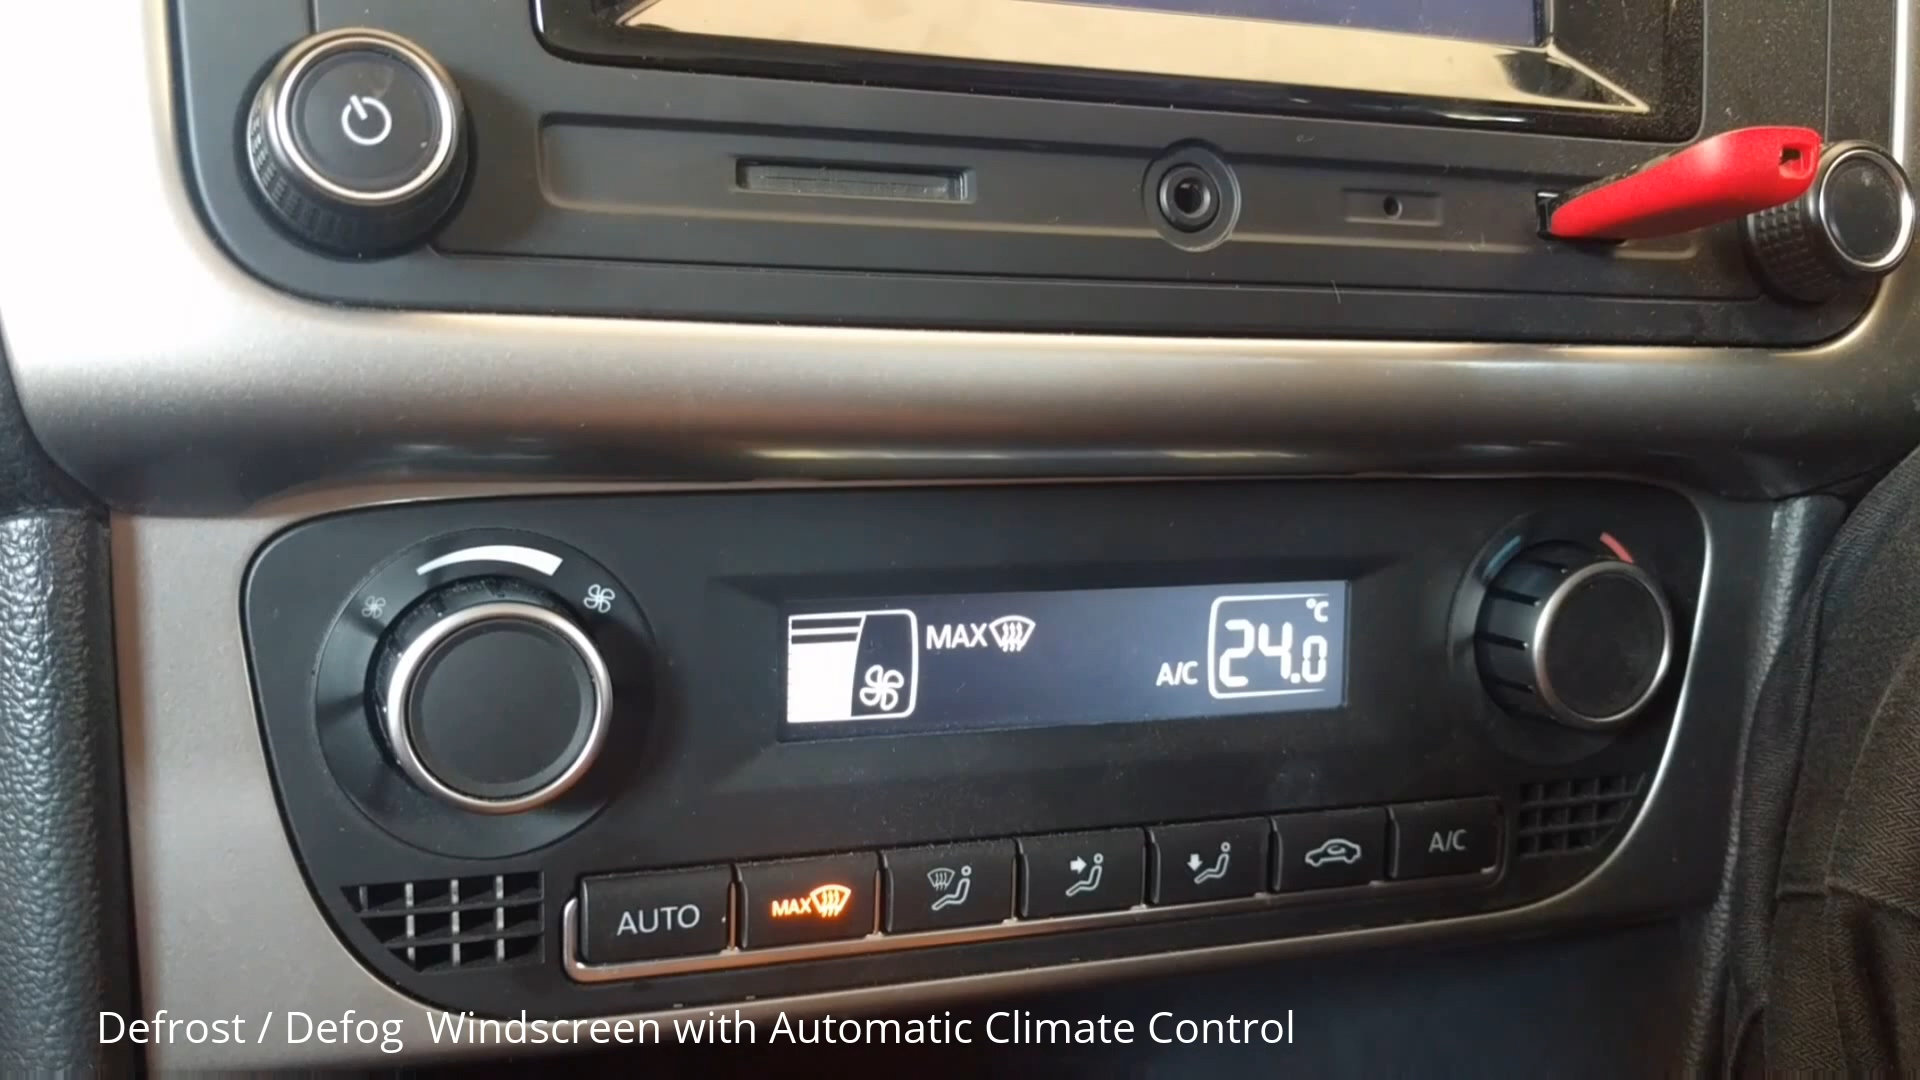 MAX
°C
A/C 24.0
AUTO
MAX
A/C
Defrost / Defog Windscreen with Automatic Climate Control